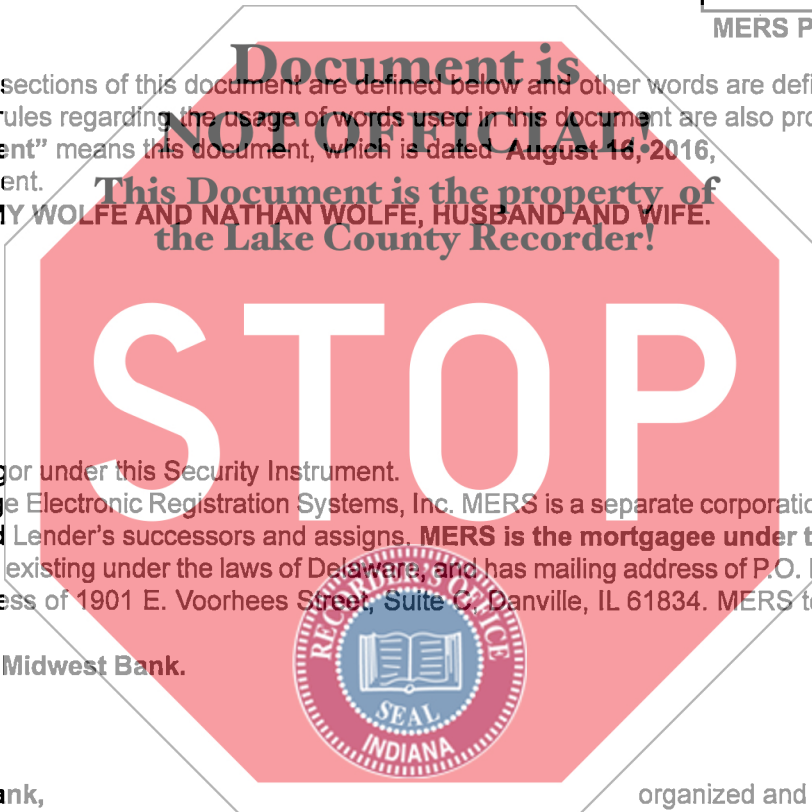 MERS P
Document is
sections of this document are defined below and other words are defi
rules regarding the usage of words used in this document are also pro
NOT OFFICIAL!
ent” means this document, which is dated August 16, 2016,
ent.
This Document is the property of
MY WOLFE AND NATHAN WOLFE, HUSBAND AND WIFE.
the Lake County Recorder!
STOP
gor under this Security Instrument.
ge Electronic Registration Systems, Inc. MERS is a separate corporatio
d Lender's successors and assigns. MERS is the mortgagee under t
existing under the laws of Delaware, and has mailing address of P.O.
ess of 1901 E. Voorhees Street, Suite C, Danville, IL 61834. MERS t
RECORDER'S OFFICE
Midwest Bank.
SEAL
INDIANA
ank,
organized and